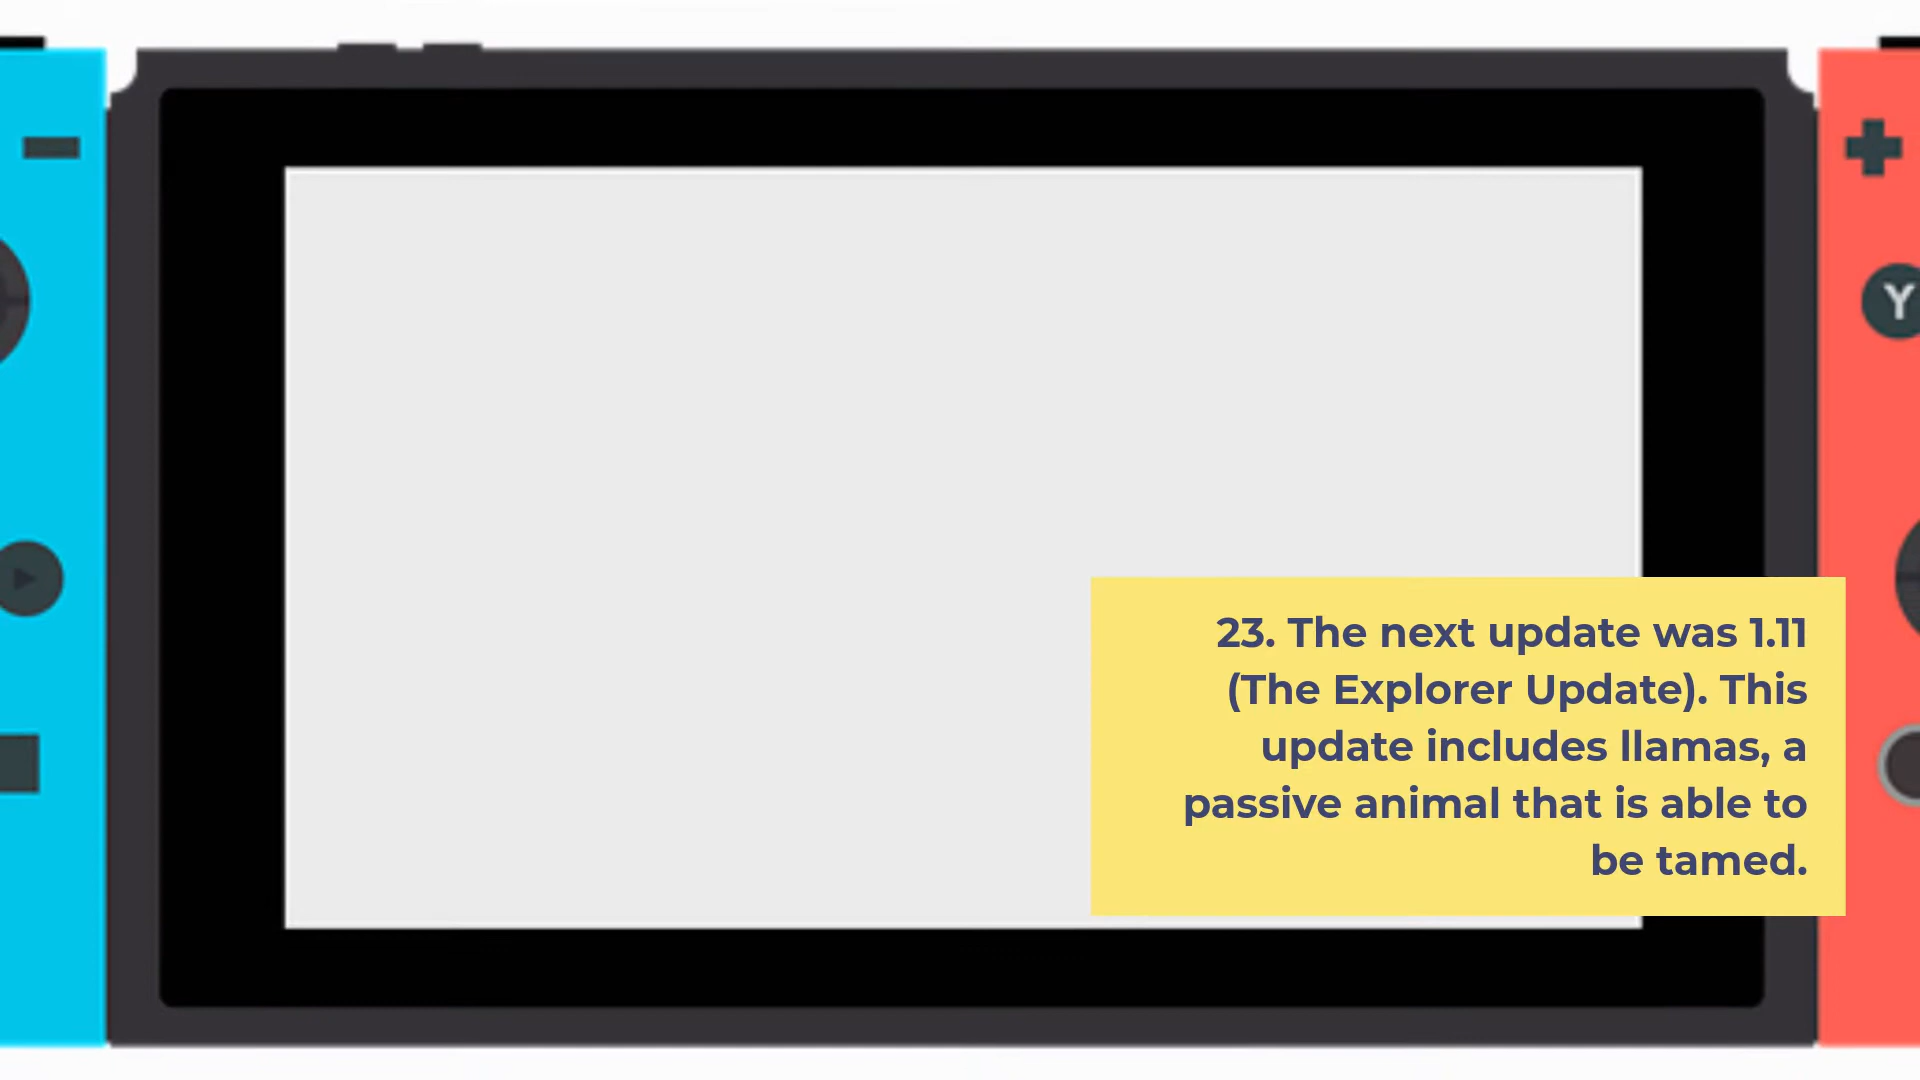 Y
23. The next update was 1.11
(The Explorer Update). This
update includes llamas, a
passive animal that is able to
be tamed.